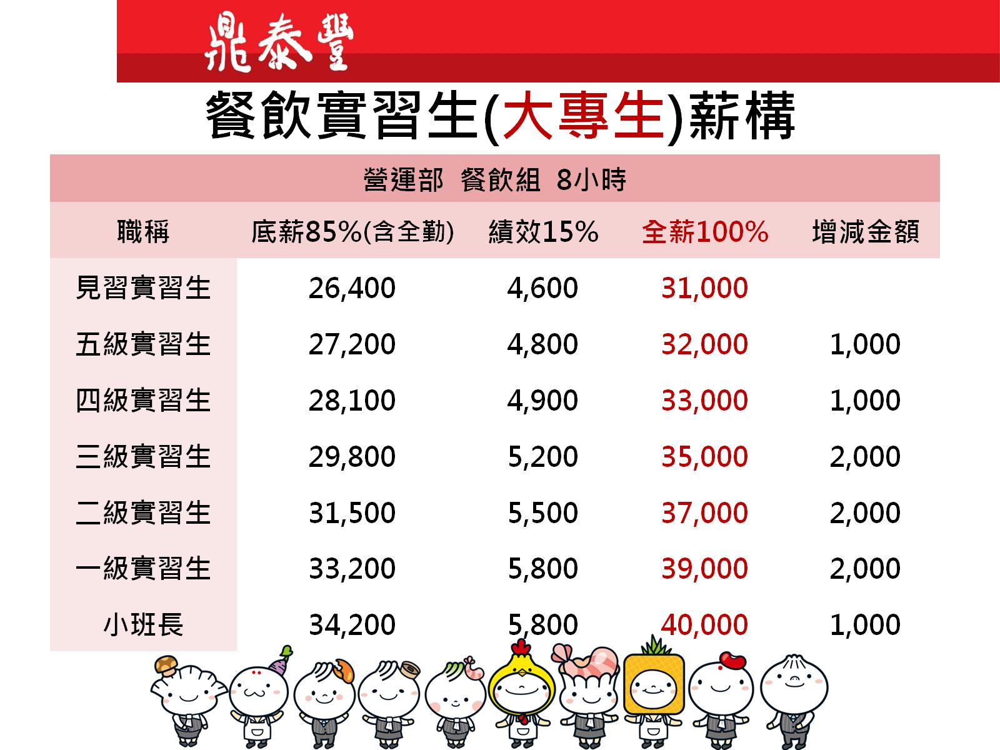 鼎泰豐
餐飲實習生(大專生)薪構
營運部 餐飲組 8小時
職稱 底薪85%(含全勤) 績效15% 全薪100% 增減金額
見習實習生 26,400 4,600 31,000
五級實習生 27,200 4,800 32,000 1,000
四級實習生 28,100 4,900 33,000 1,000
三級實習生 29,800 5,200 35,000 2,000
二級實習生 31,500 5,500 37,000 2,000
一級實習生 33,200 5,800 39,000 2,000
小班長 34,200 5,800 40,000 1,000